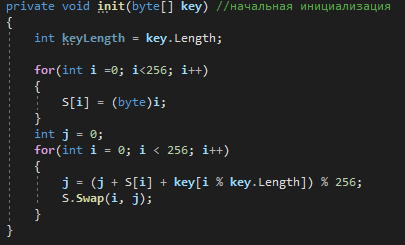 private void init(byte[] key) //начальная инициализация
{
int keyLength = key.Length;
for(int i =0; i<256; i++)
{
S[i] = (byte)i;
}
int j = 0;
for(int i = 0; i < 256; i++)
{
j = (j + S[i] + key[i % key.Length]) % 256;
S.Swap(i, j);
}
}